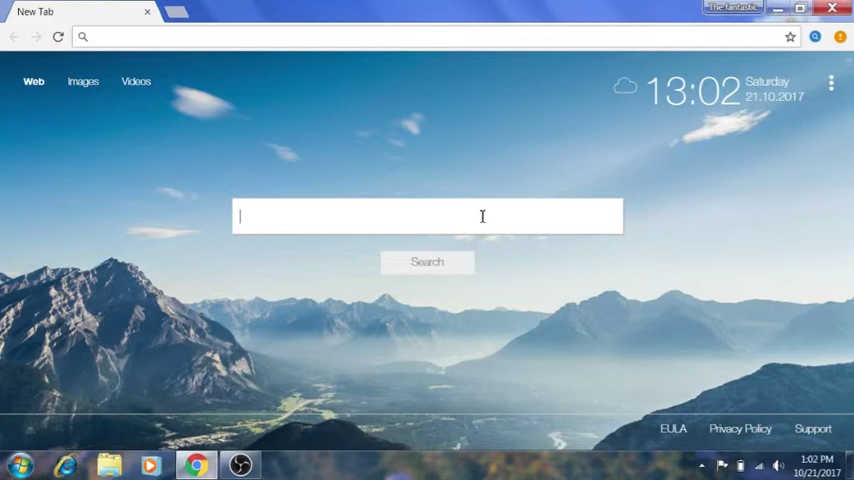 New Tab
The fantastic
Web Images Videos
13:02 Saturday
21.10.2017
Search
EULA Privacy Policy Support
1:02 PM
10/21/2017